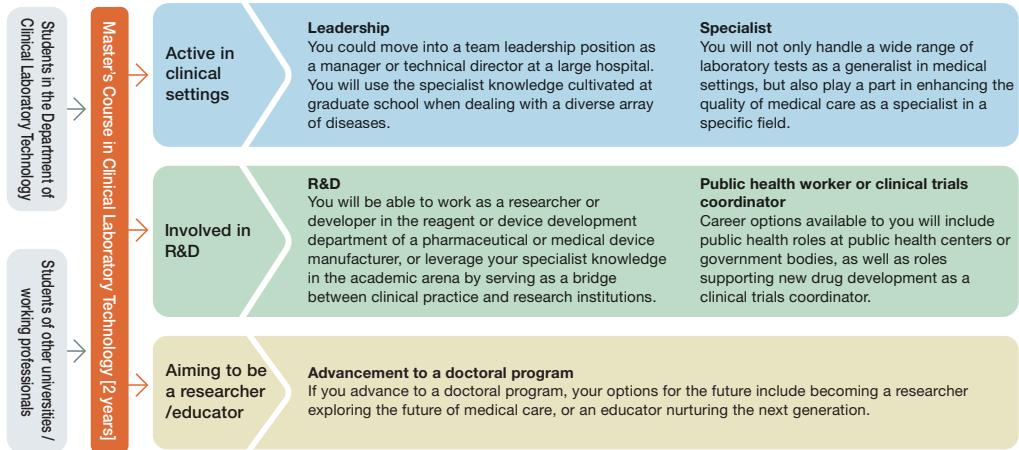 Students in the Department of
Clinical Laboratory Technology
Students of other universities /
working professionals
Master's Course in Clinical Laboratory Technology [2 years]
Active in
clinical
settings
Leadership
You could move into a team leadership position as
a manager or technical director at a large hospital.
You will use the specialist knowledge cultivated at
graduate school when dealing with a diverse array
of diseases.
Specialist
You will not only handle a wide range of
laboratory tests as a generalist in medical
settings, but also play a part in enhancing the
quality of medical care as a specialist in a
specific field.
Involved in
R&D
R&D
You will be able to work as a researcher or
developer in the reagent or device development
department of a pharmaceutical or medical device
manufacturer, or leverage your specialist knowledge
in the academic arena by serving as a bridge
between clinical practice and research institutions.
Public health worker or clinical trials
coordinator
Career options available to you will include
public health roles at public health centers or
government bodies, as well as roles
supporting new drug development as a
clinical trials coordinator.
Aiming to be
a researcher
/educator
Advancement to a doctoral program
If you advance to a doctoral program, your options for the future include becoming a researcher
exploring the future of medical care, or an educator nurturing the next generation.